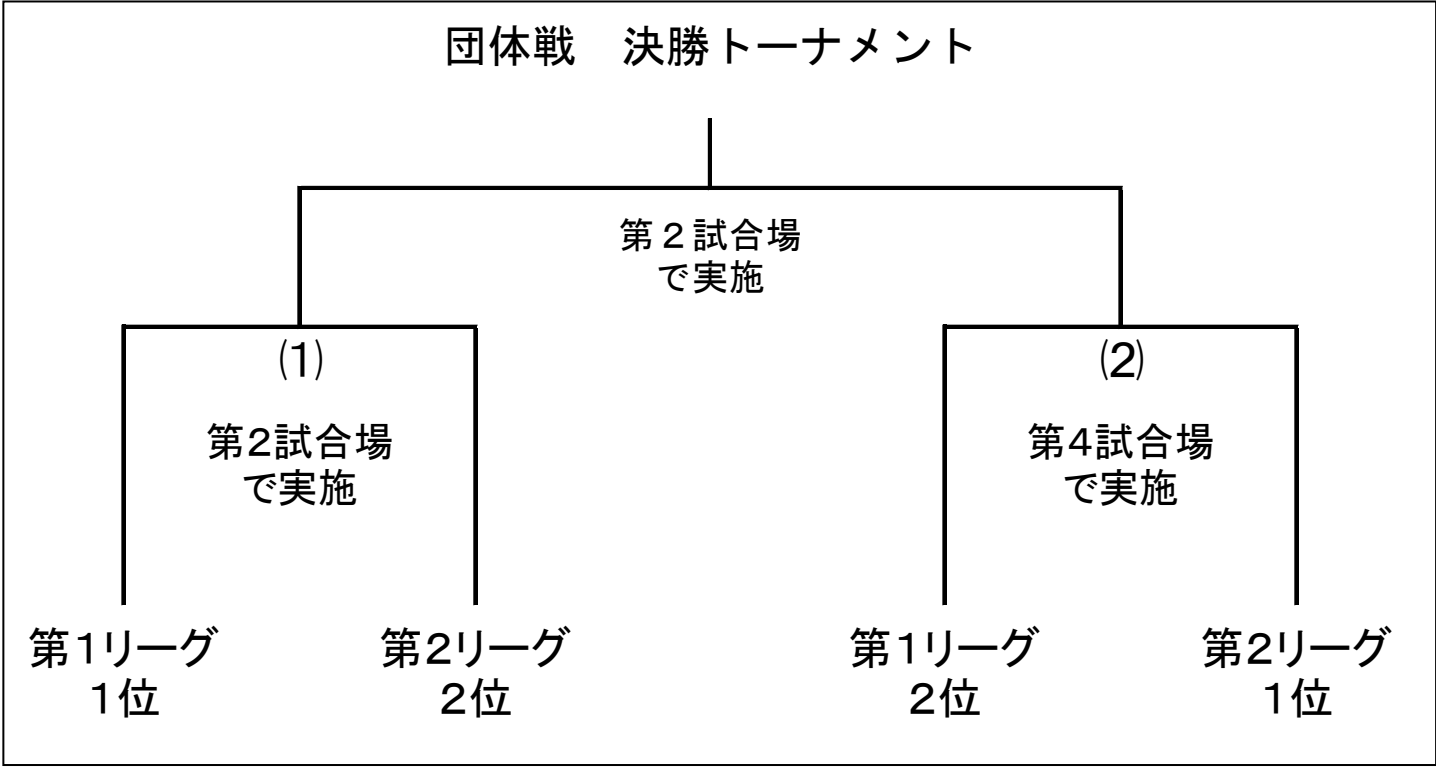 団体戦　決勝トーナメント
第２試合場
で実施
(1)
第2試合場
で実施
(2)
第4試合場
で実施
第1リーグ
1位
第2リーグ
2位
第1リーグ
2位
第2リーグ
1位